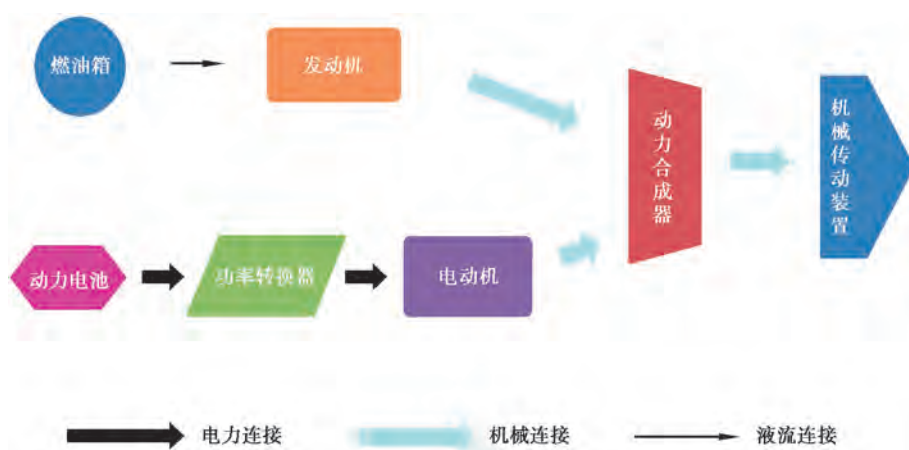 燃油箱
发动机
动力合成器
机械传动装置
动力电池
功率转换器
电动机
电力连接
机械连接
液流连接